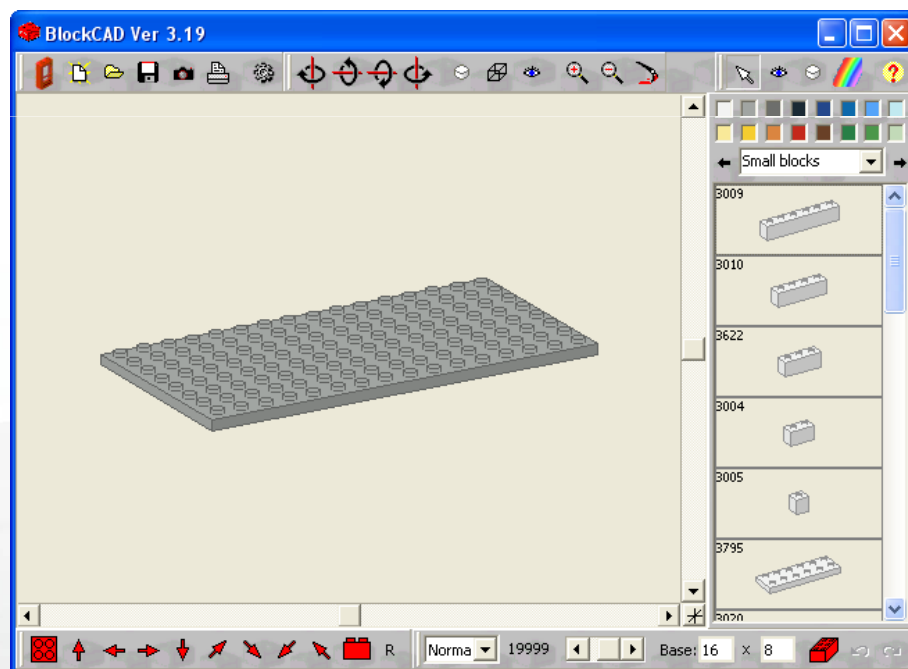 BlockCAD Ver 3.19
Small blocks
3009
3010
3622
3004
3005
3795
3020
R
Norma
19999
Base: 16 x 8